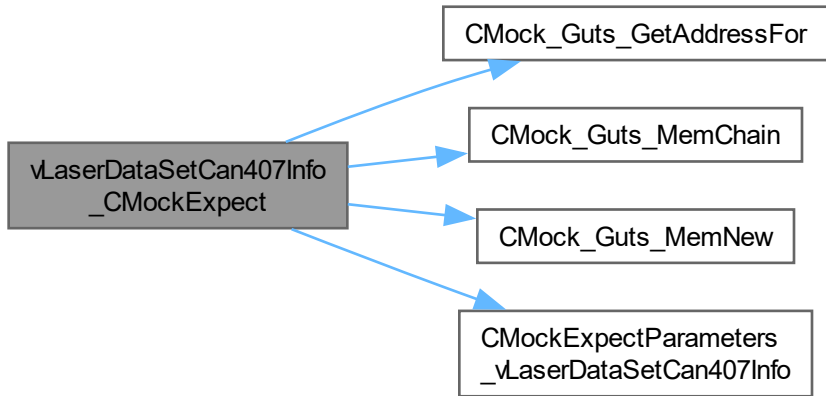 CMock_Guts_GetAddressFor
CMock_Guts_MemChain
vLaserDataSetCan407Info
_CMockExpect
CMock_Guts_MemNew
CMockExpectParameters
_vLaserDataSetCan407Info